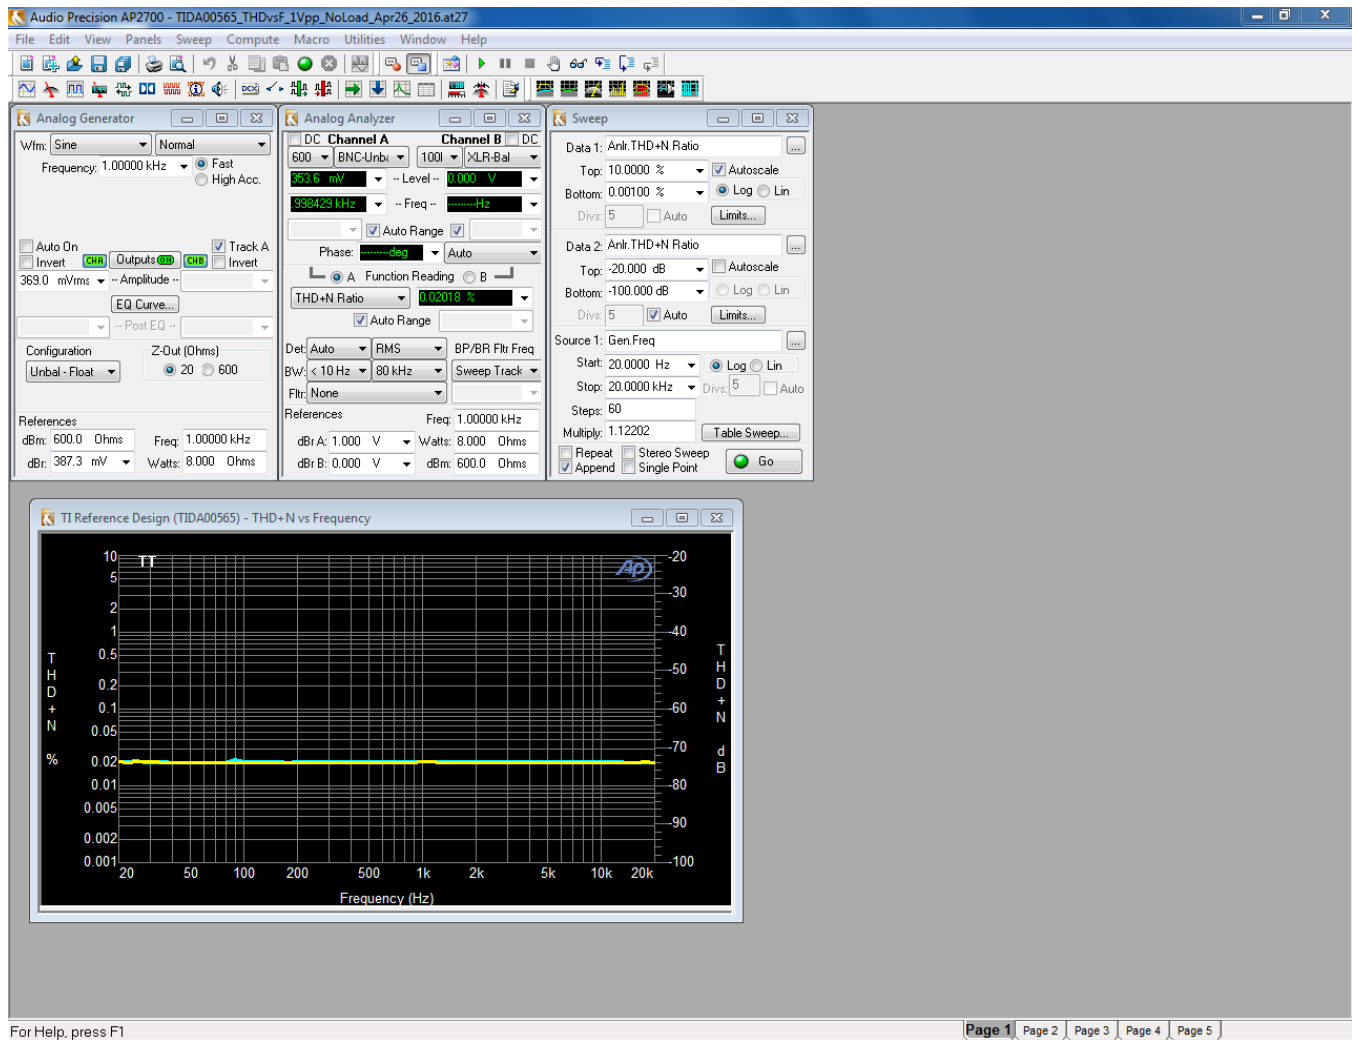 Audio Precision AP2700 - TIDA00565_THDvsF_1Vpp_NoLoad_Apr26_2016.at27
File Edit View Panels Sweep Compute Macro Utilities Window Help
Analog Generator
Wfm: Sine Normal
Frequency: 1.00000 kHz Fast
High Acc.
Auto On Track A
Invert CHA Outputs ON CHB Invert
369.0 mVrms -- Amplitude --
EQ Curve...
-- Post EQ --
Configuration Z-Out (Ohms)
Unbal - Float 20 600
References
dBm: 600.0 Ohms Freq: 1.00000 kHz
dBr: 387.3 mV Watts: 8.000 Ohms
Analog Analyzer
DC Channel A Channel B DC
600 BNC-Unba 100l XLR-Bal
353.6 mV -- Level -- 0.000 V
998429 kHz -- Freq -- --------Hz
Auto Range
Phase: --------deg Auto
A Function Reading B
THD+N Ratio 0.02018 %
Auto Range
Det: Auto RMS BP/BR Fltr Freq
BW: < 10 Hz 80 kHz Sweep Track
Fltr: None
References Freq: 1.00000 kHz
dBr A: 1.000 V Watts: 8.000 Ohms
dBr B: 0.000 V dBm: 600.0 Ohms
Sweep
Data 1: Anlr.THD+N Ratio ...
Top: 10.0000 % Autoscale
Bottom: 0.00100 % Log Lin
Divs: 5 Auto Limits...
Data 2: Anlr.THD+N Ratio ...
Top: -20.000 dB Autoscale
Bottom: -100.000 dB Log Lin
Divs: 5 Auto Limits...
Source 1: Gen.Freq ...
Start: 20.0000 Hz Log Lin
Stop: 20.0000 kHz Divs: 5 Auto
Steps: 60
Multiply: 1.12202 Table Sweep...
Repeat Stereo Sweep
Append Single Point Go
TI Reference Design (TIDA00565) - THD+N vs Frequency
TT
Ap
10
5
2
1
0.5
0.2
0.1
0.05
0.02
0.01
0.005
0.002
0.001
THD+N %
-20
-30
-40
-50
-60
-70
-80
-90
-100
THD+N dB
20 50 100 200 500 1k 2k 5k 10k 20k
Frequency (Hz)
For Help, press F1
Page 1 Page 2 Page 3 Page 4 Page 5